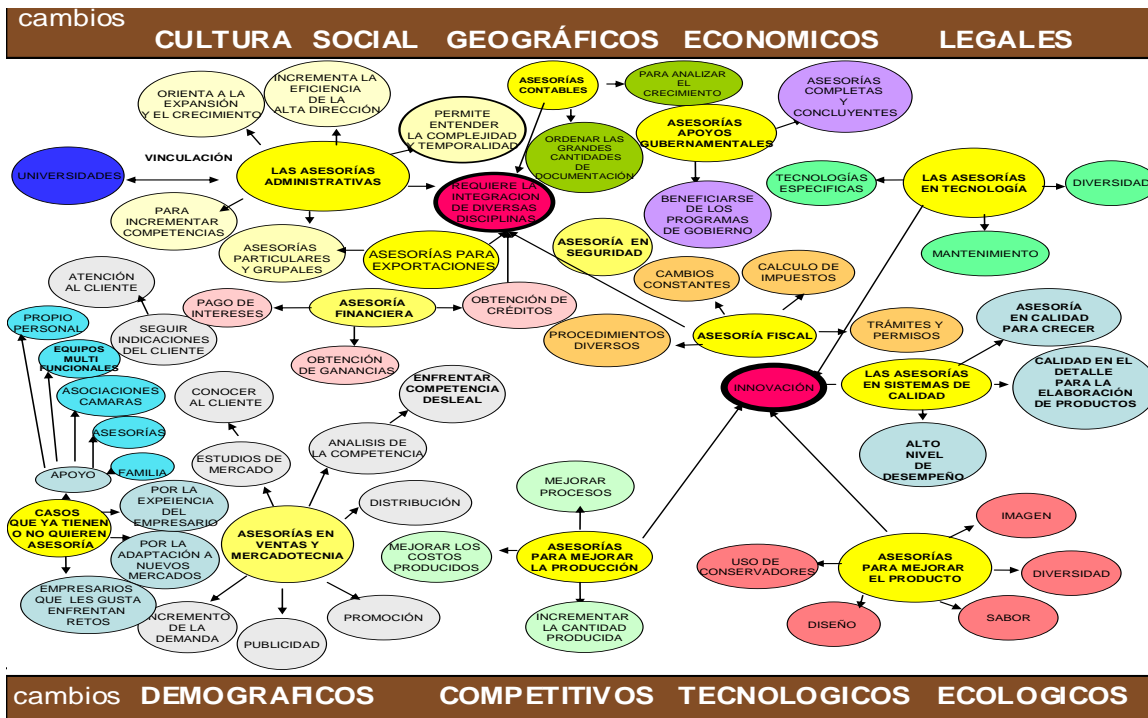 cambios
CULTURA SOCIAL GEOGRÁFICOS ECONOMICOS LEGALES
ORIENTA A LA
EXPANSIÓN
Y EL CRECIMIENTO
INCREMENTA LA
EFICIENCIA
DE LA
ALTA DIRECCIÓN
PERMITE
ENTENDER
LA COMPLEJIDAD
Y TEMPORALIDAD
ASESORÍAS
CONTABLES
PARA ANALIZAR
EL
CRECIMIENTO
ORDENAR LAS
GRANDES
CANTIDADES
DE
DOCUMENTACIÓN
ASESORÍAS
APOYOS
GUBERNAMENTALES
ASESORÍAS
COMPLETAS
Y
CONCLUYENTES
BENEFICIARSE
DE LOS
PROGRAMAS
DE GOBIERNO
UNIVERSIDADES
VINCULACIÓN
LAS ASESORÍAS
ADMINISTRATIVAS
REQUIERE LA
INTEGRACION
DE DIVERSAS
DISCIPLINAS
TECNOLOGÍAS
ESPECIFICAS
LAS ASESORÍAS
EN TECNOLOGÍA
DIVERSIDAD
MANTENIMIENTO
PARA
INCREMENTAR
COMPETENCIAS
ASESORÍAS
PARTICULARES
Y GRUPALES
ASESORÍAS PARA
EXPORTACIONES
ASESORÍA EN
SEGURIDAD
ATENCIÓN
AL CLIENTE
SEGUIR
INDICACIONES
DEL CLIENTE
PAGO DE
INTERESES
ASESORÍA
FINANCIERA
OBTENCIÓN DE
CRÉDITOS
OBTENCIÓN
DE GANANCIAS
CAMBIOS
CONSTANTES
CALCULO DE
IMPUESTOS
PROCEDIMIENTOS
DIVERSOS
ASESORÍA FISCAL
TRÁMITES Y
PERMISOS
ASESORÍA
EN CALIDAD
PARA CRECER
PROPIO
PERSONAL
EQUIPOS
MULTI
FUNCIONALES
ASOCIACIONES
CAMARAS
ASESORÍAS
FAMILIA
APOYO
CASOS
QUE YA TIENEN
O NO QUIEREN
ASESORÍA
POR LA
EXPEIENCIA
DEL
EMPRESARIO
POR LA
ADAPTACIÓN A
NUEVOS
MERCADOS
EMPRESARIOS
QUE LES GUSTA
ENFRENTAN
RETOS
CONOCER
AL CLIENTE
ESTUDIOS DE
MERCADO
ENFRENTAR
COMPETENCIA
DESLEAL
ANALISIS DE
LA
COMPETENCIA
DISTRIBUCIÓN
ASESORÍAS EN
VENTAS Y
MERCADOTECNIA
INCREMENTO
DE LA
DEMANDA
PUBLICIDAD
PROMOCIÓN
INNOVACIÓN
LAS ASESORÍAS
EN SISTEMAS DE
CALIDAD
CALIDAD EN EL
DETALLE
PARA LA
ELABORACIÓN
DE PRODUCTOS
ALTO
NIVEL
DE
DESEMPEÑO
MEJORAR
PROCESOS
MEJORAR LOS
COSTOS
PRODUCIDOS
ASESORÍAS
PARA MEJORAR
LA PRODUCCIÓN
INCREMENTAR
LA CANTIDAD
PRODUCIDA
IMAGEN
USO DE
CONSERVADORES
ASESORÍAS
PARA MEJORAR
EL PRODUCTO
DIVERSIDAD
DISEÑO
SABOR
cambios DEMOGRAFICOS COMPETITIVOS TECNOLOGICOS ECOLOGICOS